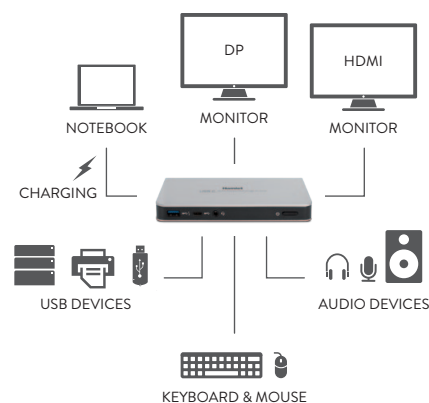 DP
HDMI
NOTEBOOK
MONITOR
MONITOR
CHARGING
USB DEVICES
AUDIO DEVICES
KEYBOARD & MOUSE